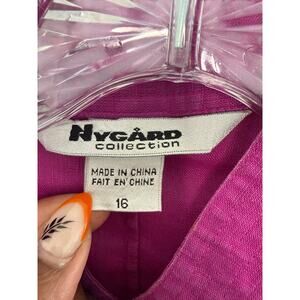 NYGÅRD
collection
MADE IN CHINA
FAIT EN CHINE
16